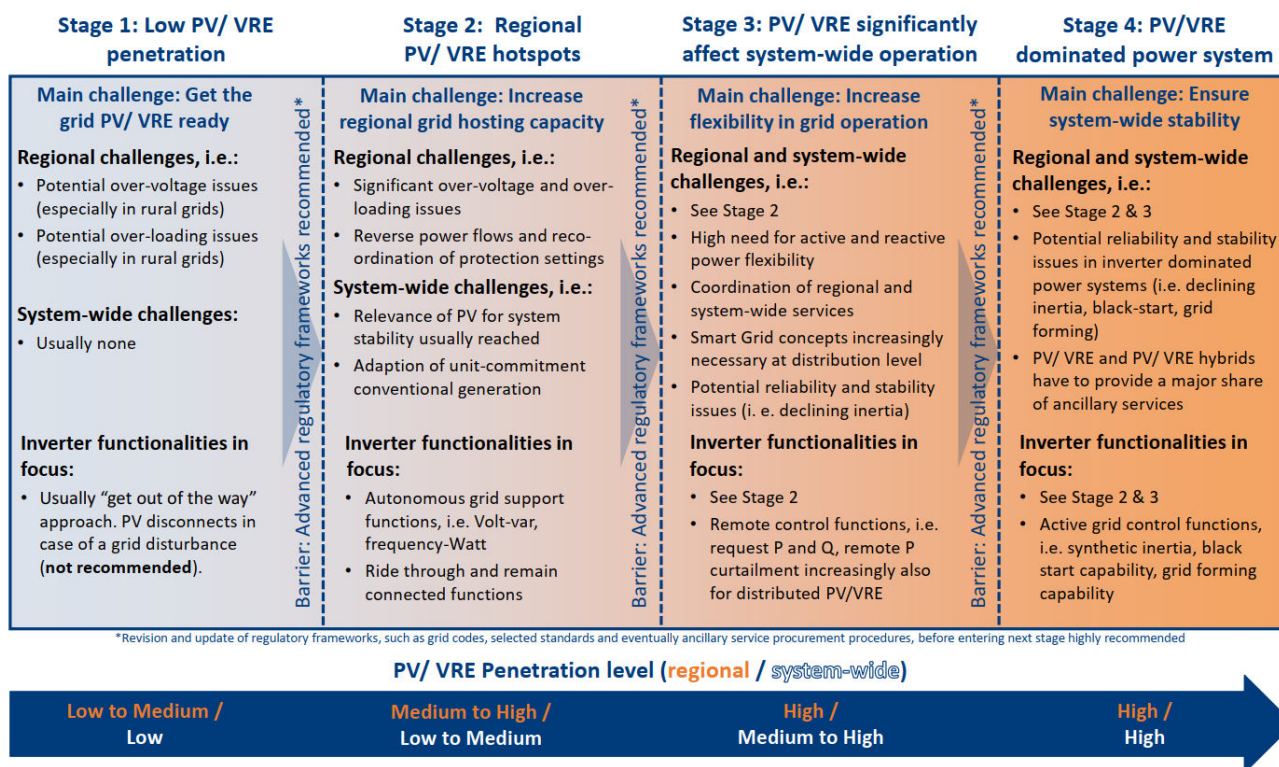 Stage 1: Low PV/ VRE
penetration
Stage 2: Regional
PV/ VRE hotspots
Stage 3: PV/ VRE significantly
affect system-wide operation
Stage 4: PV/VRE
dominated power system
Main challenge: Get the
grid PV/ VRE ready
Regional challenges, i.e.:
• Potential over-voltage issues
(especially in rural grids)
• Potential over-loading issues
(especially in rural grids)
System-wide challenges:
• Usually none
Inverter functionalities in
focus:
• Usually “get out of the way”
approach. PV disconnects in
case of a grid disturbance
(not recommended).
Barrier: Advanced regulatory frameworks recommended*
Main challenge: Increase
regional grid hosting capacity
Regional challenges, i.e.:
• Significant over-voltage and over-
loading issues
• Reverse power flows and reco-
ordination of protection settings
System-wide challenges, i.e.:
• Relevance of PV for system
stability usually reached
• Adaption of unit-commitment
conventional generation
Inverter functionalities in
focus:
• Autonomous grid support
functions, i.e. Volt-var,
frequency-Watt
• Ride through and remain
connected functions
Barrier: Advanced regulatory frameworks recommended*
Main challenge: Increase
flexibility in grid operation
Regional and system-wide
challenges, i.e.:
• See Stage 2
• High need for active and reactive
power flexibility
• Coordination of regional and
system-wide services
• Smart Grid concepts increasingly
necessary at distribution level
• Potential reliability and stability
issues (i. e. declining inertia)
Inverter functionalities in
focus:
• See Stage 2
• Remote control functions, i.e.
request P and Q, remote P
curtailment increasingly also
for distributed PV/VRE
Barrier: Advanced regulatory frameworks recommended*
Main challenge: Ensure
system-wide stability
Regional and system-wide
challenges, i.e.:
• See Stage 2 & 3
• Potential reliability and stability
issues in inverter dominated
power systems (i.e. declining
inertia, black-start, grid
forming)
• PV/ VRE and PV/ VRE hybrids
have to provide a major share
of ancillary services
Inverter functionalities in
focus:
• See Stage 2 & 3
• Active grid control functions,
i.e. synthetic inertia, black
start capability, grid forming
capability
*Revision and update of regulatory frameworks, such as grid codes, selected standards and eventually ancillary service procurement procedures, before entering next stage highly recommended
PV/ VRE Penetration level (regional / system-wide)
Low to Medium /
Low
Medium to High /
Low to Medium
High /
Medium to High
High /
High